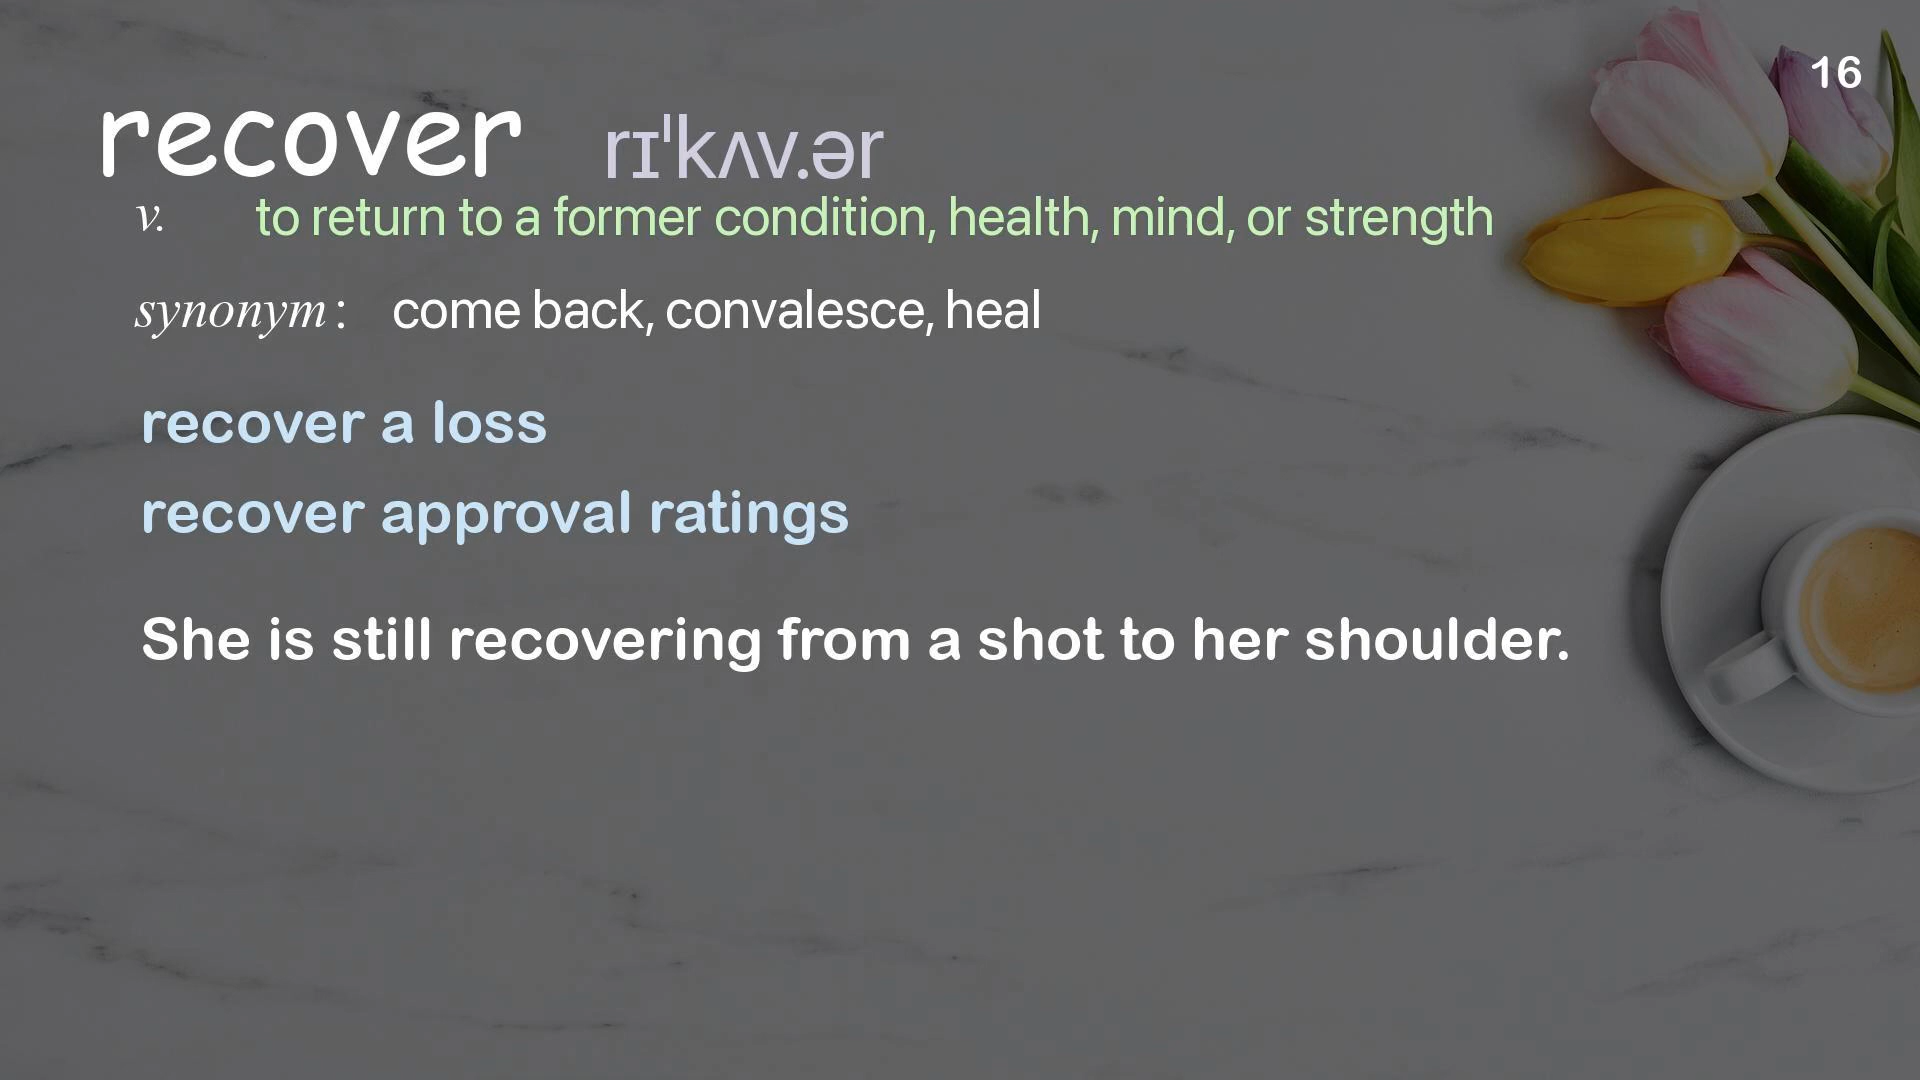 16
recover rɪˈkʌv.ər
v. to return to a former condition, health, mind, or strength
synonym: come back, convalesce, heal
recover a loss
recover approval ratings
She is still recovering from a shot to her shoulder.